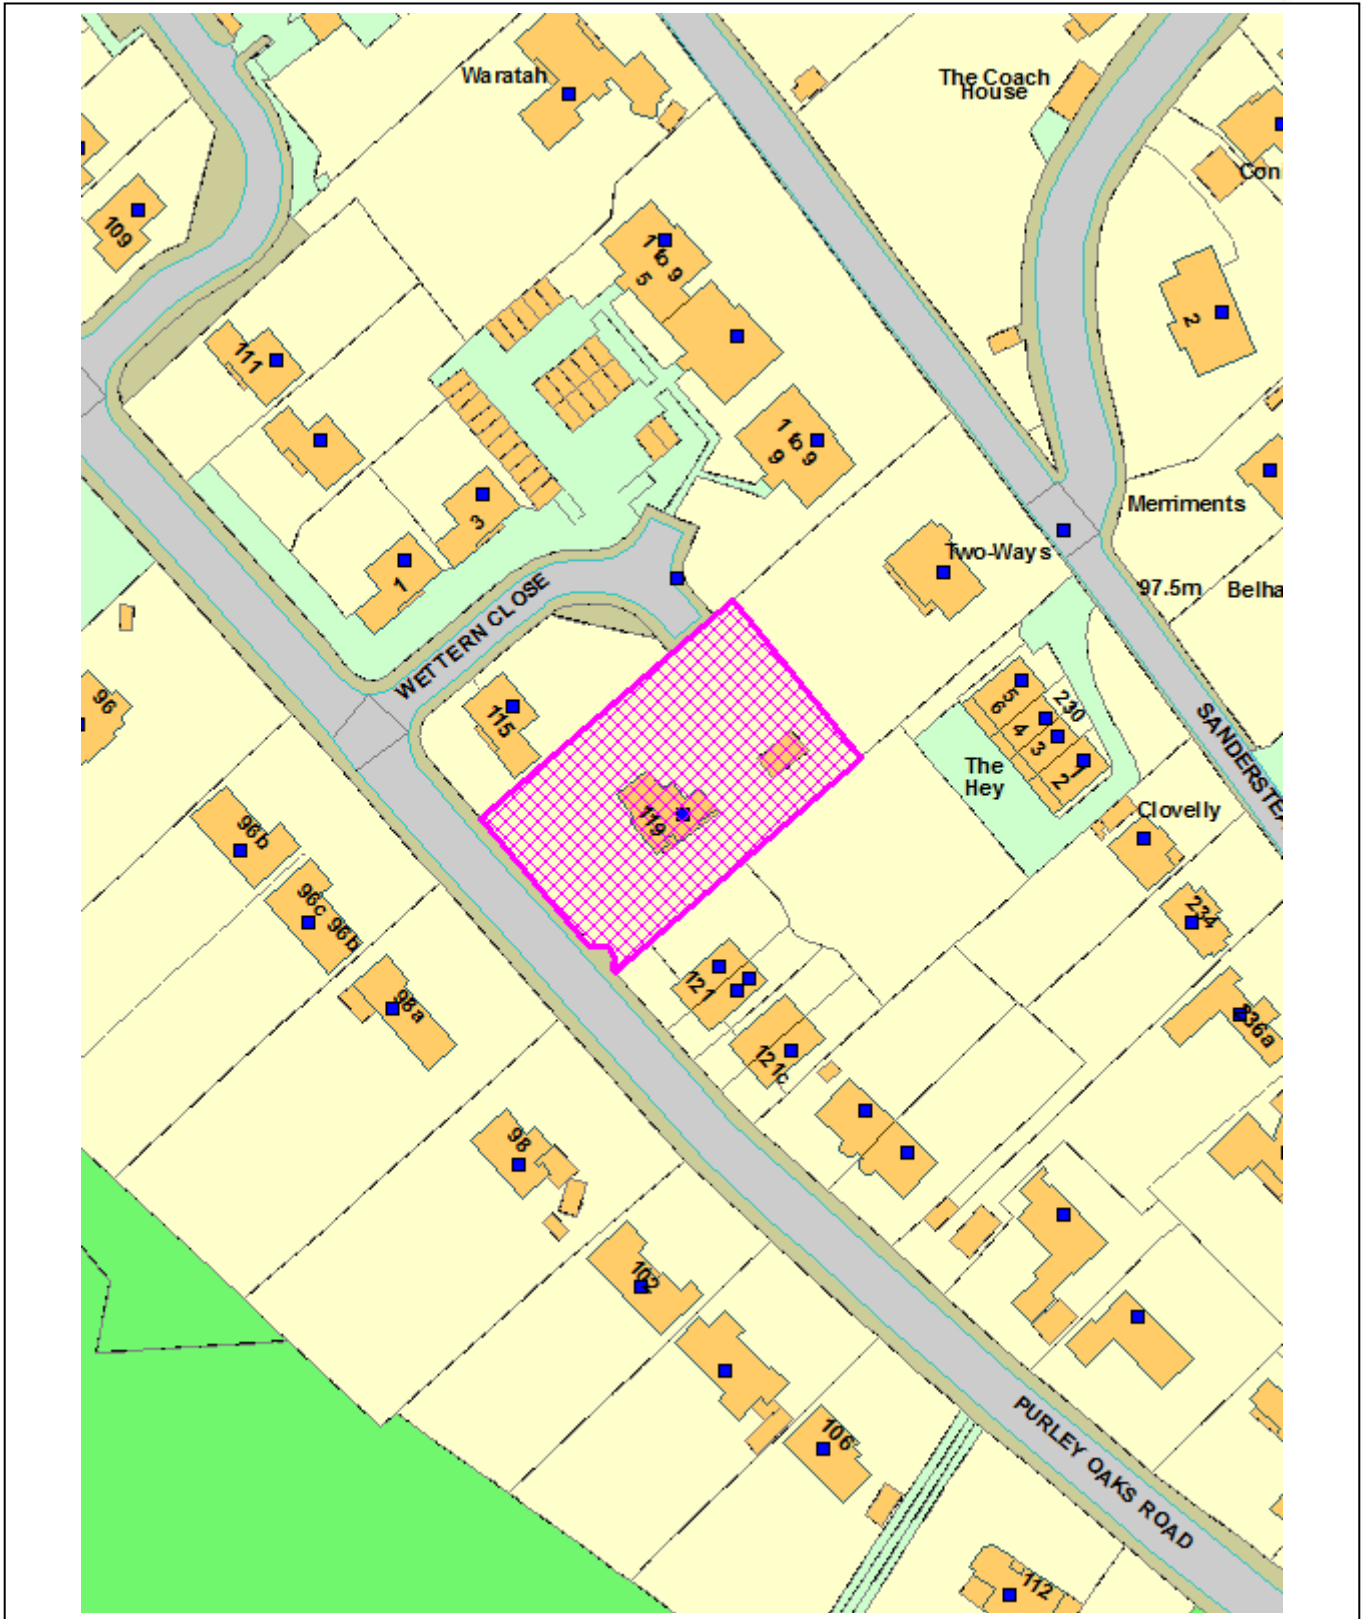 Waratah
The Coach
House
Con
109
1 to 9
5
2
111
1 to 9
9
3
1
Merriments
Two-Ways
97.5m
Belha
WETTERN CLOSE
96
115
5
6
4
3
230
1
2
SANDERSTEA
The
Hey
119
Clovelly
96b
234
96c
96b
98a
121
236a
121c
98
102
106
PURLEY OAKS ROAD
112